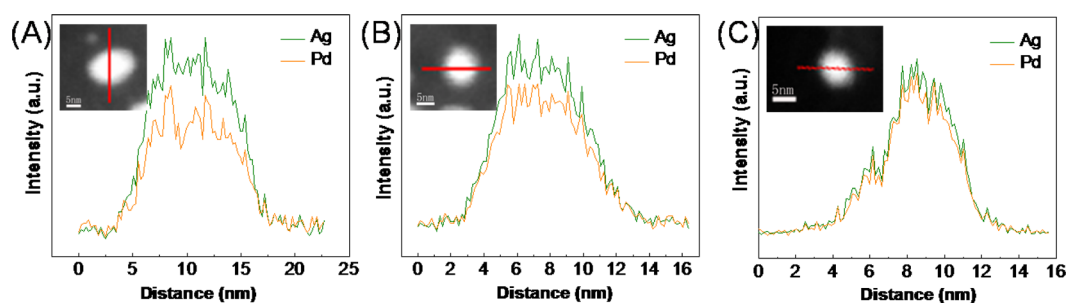 (A)
5nm
Ag
Pd
Intensity (a.u.)
0 5 10 15 20 25
Distance (nm)
(B)
5nm
Ag
Pd
Intensity (a.u.)
0 2 4 6 8 10 12 14 16
Distance (nm)
(C)
5nm
Ag
Pd
Intensity (a.u.)
0 2 4 6 8 10 12 14 16
Distance (nm)